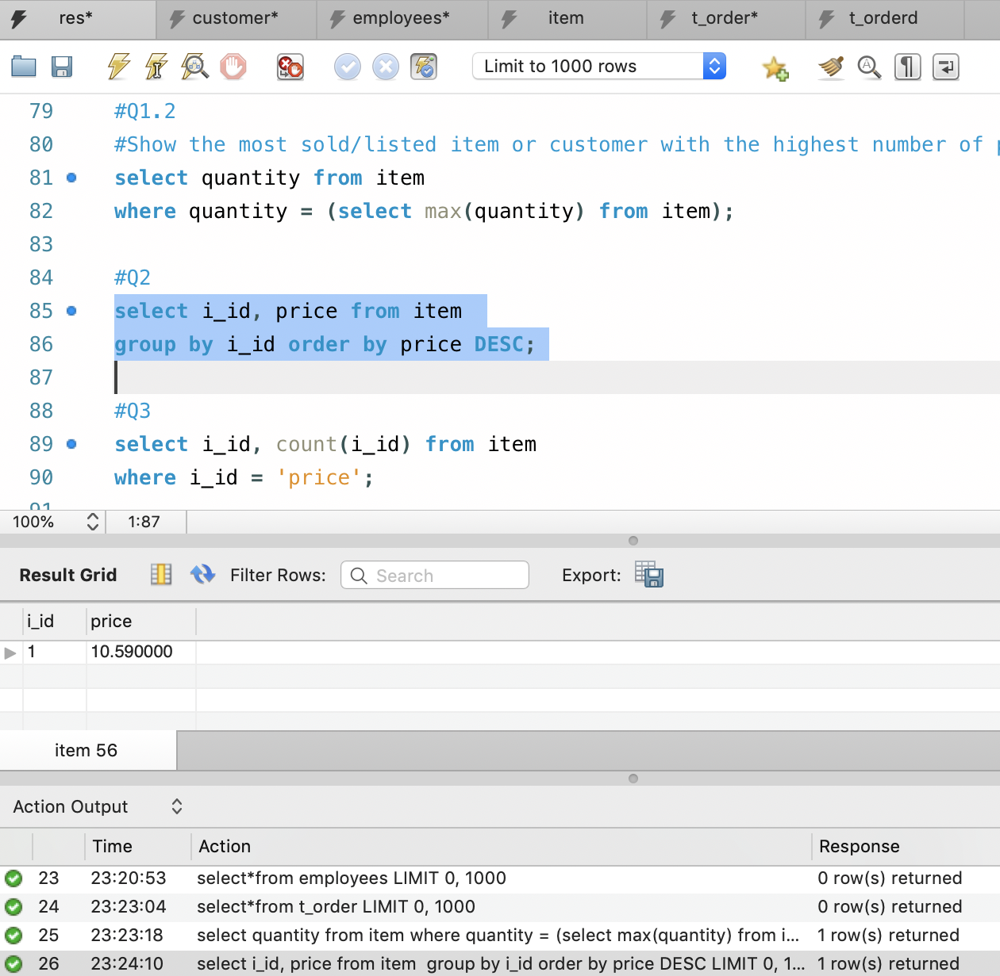 res* customer* employees* item t_order* t_orderd
Limit to 1000 rows
79 #Q1.2
80 #Show the most sold/listed item or customer with the highest number of
81 select quantity from item
82 where quantity = (select max(quantity) from item);
83
84 #Q2
85 select i_id, price from item
86 group by i_id order by price DESC;
87
88 #Q3
89 select i_id, count(i_id) from item
90 where i_id = 'price';
91
100% 1:87
Result Grid Filter Rows: Search Export:
i_id price
1 10.590000
item 56
Action Output
Time Action Response
23 23:20:53 select*from employees LIMIT 0, 1000 0 row(s) returned
24 23:23:04 select*from t_order LIMIT 0, 1000 0 row(s) returned
25 23:23:18 select quantity from item where quantity = (select max(quantity) from i... 1 row(s) returned
26 23:24:10 select i_id, price from item  group by i_id order by price DESC LIMIT 0, 1... 1 row(s) returned